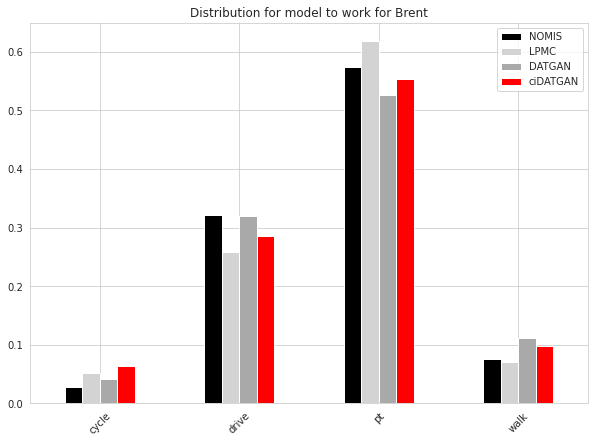 Distribution for model to work for Brent
NOMIS
LPMC
DATGAN
ciDATGAN
0.6
0.5
0.4
0.3
0.2
0.1
0.0
cycle
drive
pt
walk